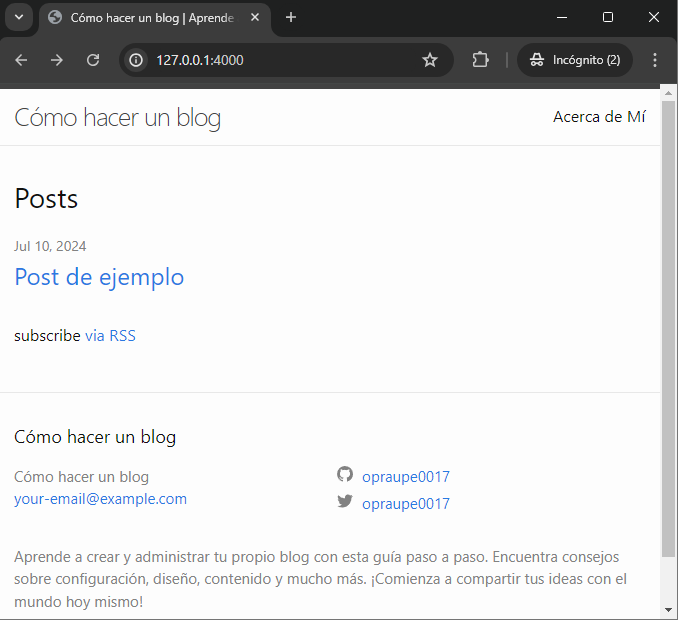 Cómo hacer un blog | Aprende
127.0.0.1:4000
Incógnito (2)
Cómo hacer un blog
Acerca de Mí
Posts
Jul 10, 2024
Post de ejemplo
subscribe via RSS
Cómo hacer un blog
Cómo hacer un blog
your-email@example.com
opraupe0017
opraupe0017
Aprende a crear y administrar tu propio blog con esta guía paso a paso. Encuentra consejos
sobre configuración, diseño, contenido y mucho más. ¡Comienza a compartir tus ideas con el
mundo hoy mismo!